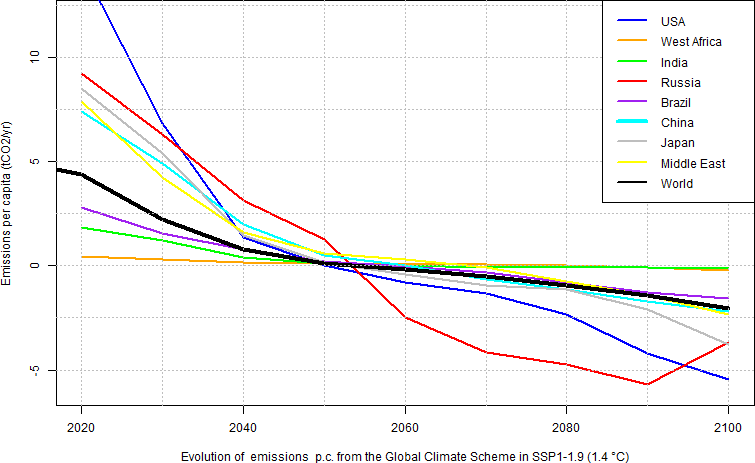 USA
West Africa
India
Russia
Brazil
China
Japan
Middle East
World
Emissions per capita (tCO2/yr)
10
5
0
-5
2020 2040 2060 2080 2100
Evolution of emissions p.c. from the Global Climate Scheme in SSP1-1.9 (1.4 °C)